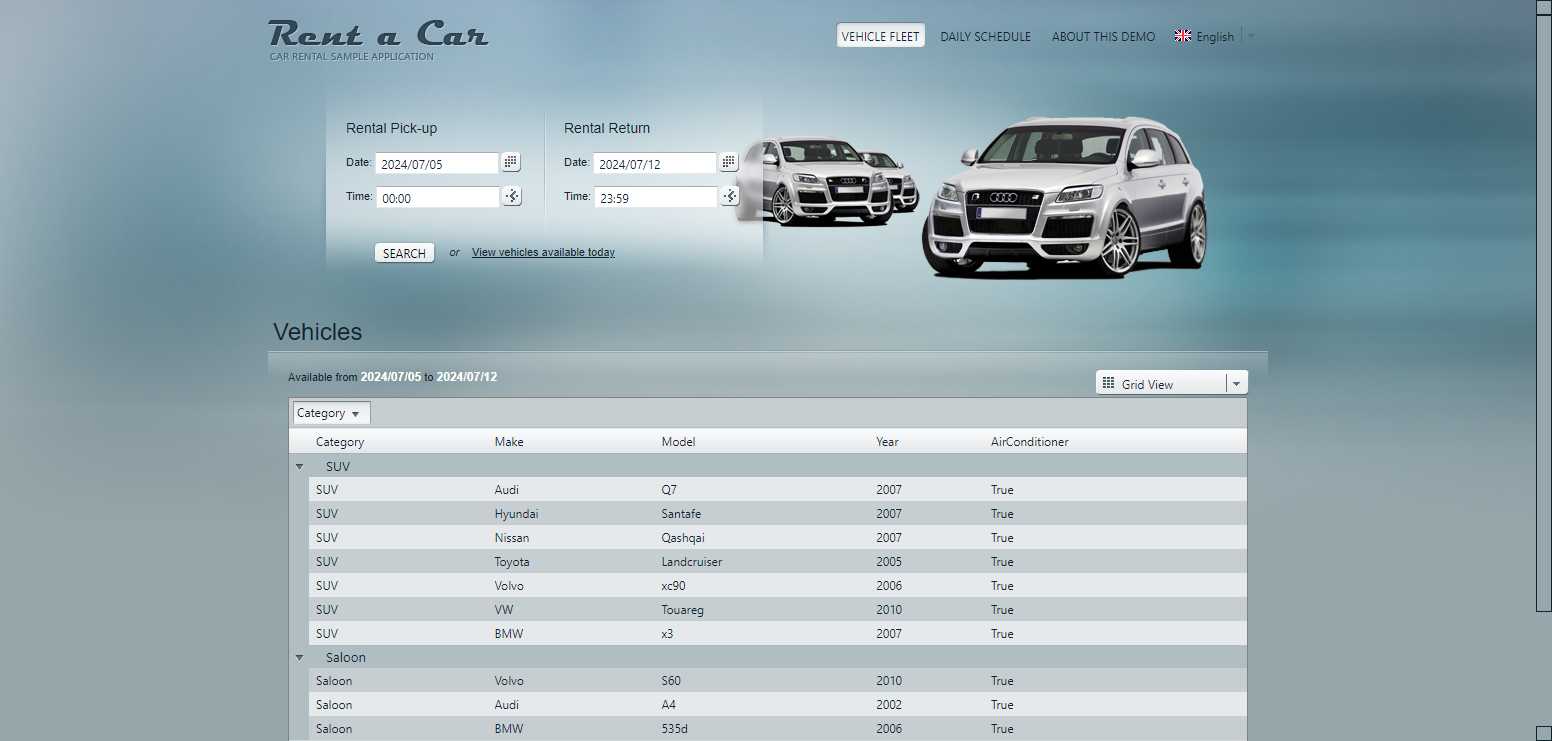 Rent a Car
CAR RENTAL SAMPLE APPLICATION
VEHICLE FLEET DAILY SCHEDULE ABOUT THIS DEMO English
Rental Pick-up Rental Return
Date: 2024/07/05 Date: 2024/07/12
Time: 00:00 Time: 23:59
SEARCH or View vehicles available today
Vehicles
Available from 2024/07/05 to 2024/07/12
Grid View
Category
Category Make Model Year AirConditioner
SUV
SUV Audi Q7 2007 True
SUV Hyundai Santafe 2007 True
SUV Nissan Qashqai 2007 True
SUV Toyota Landcruiser 2005 True
SUV Volvo xc90 2006 True
SUV VW Touareg 2010 True
SUV BMW x3 2007 True
Saloon
Saloon Volvo S60 2010 True
Saloon Audi A4 2002 True
Saloon BMW 535d 2006 True